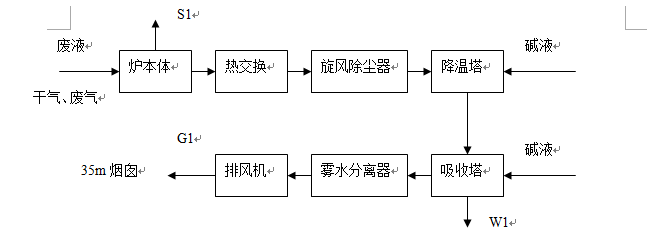 S1
废液
碱液
炉本体
热交换
旋风除尘器
降温塔
干气、废气
G1
碱液
35m 烟囱
排风机
雾水分离器
吸收塔
W1